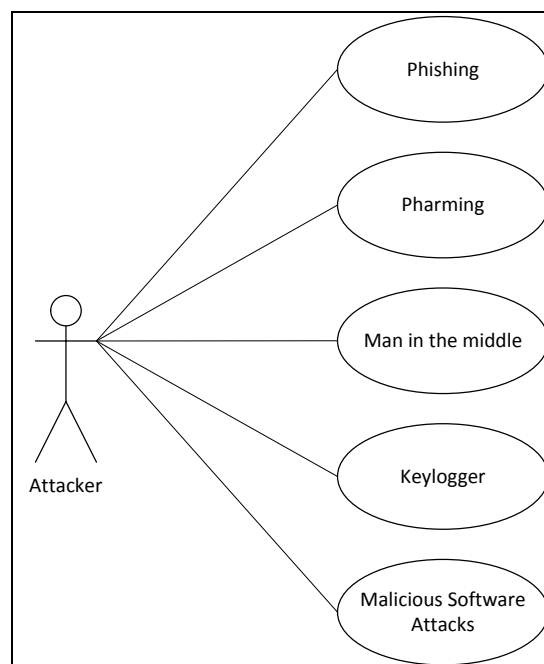 Phishing
Pharming
Man in the middle
Keylogger
Attacker
Malicious Software
Attacks